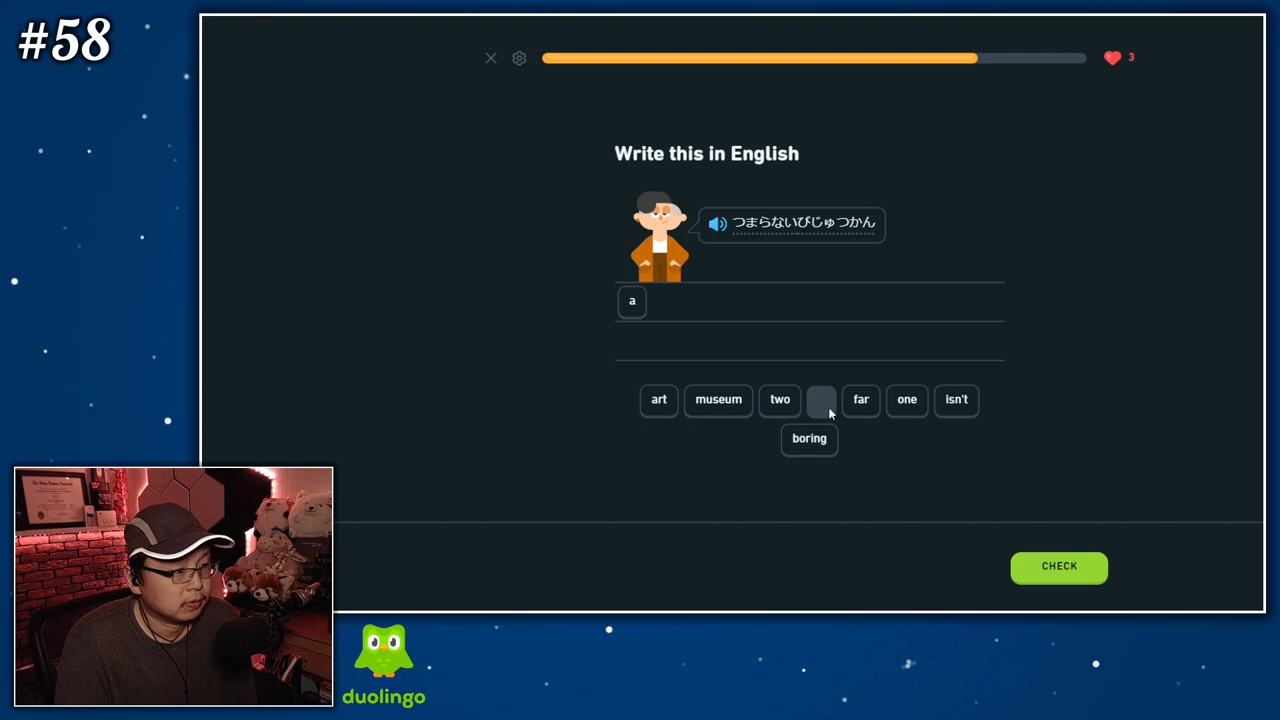 #58
3
Write this in English
つまらないびじゅつかん
a
art museum two far one isn't
boring
CHECK
duolingo